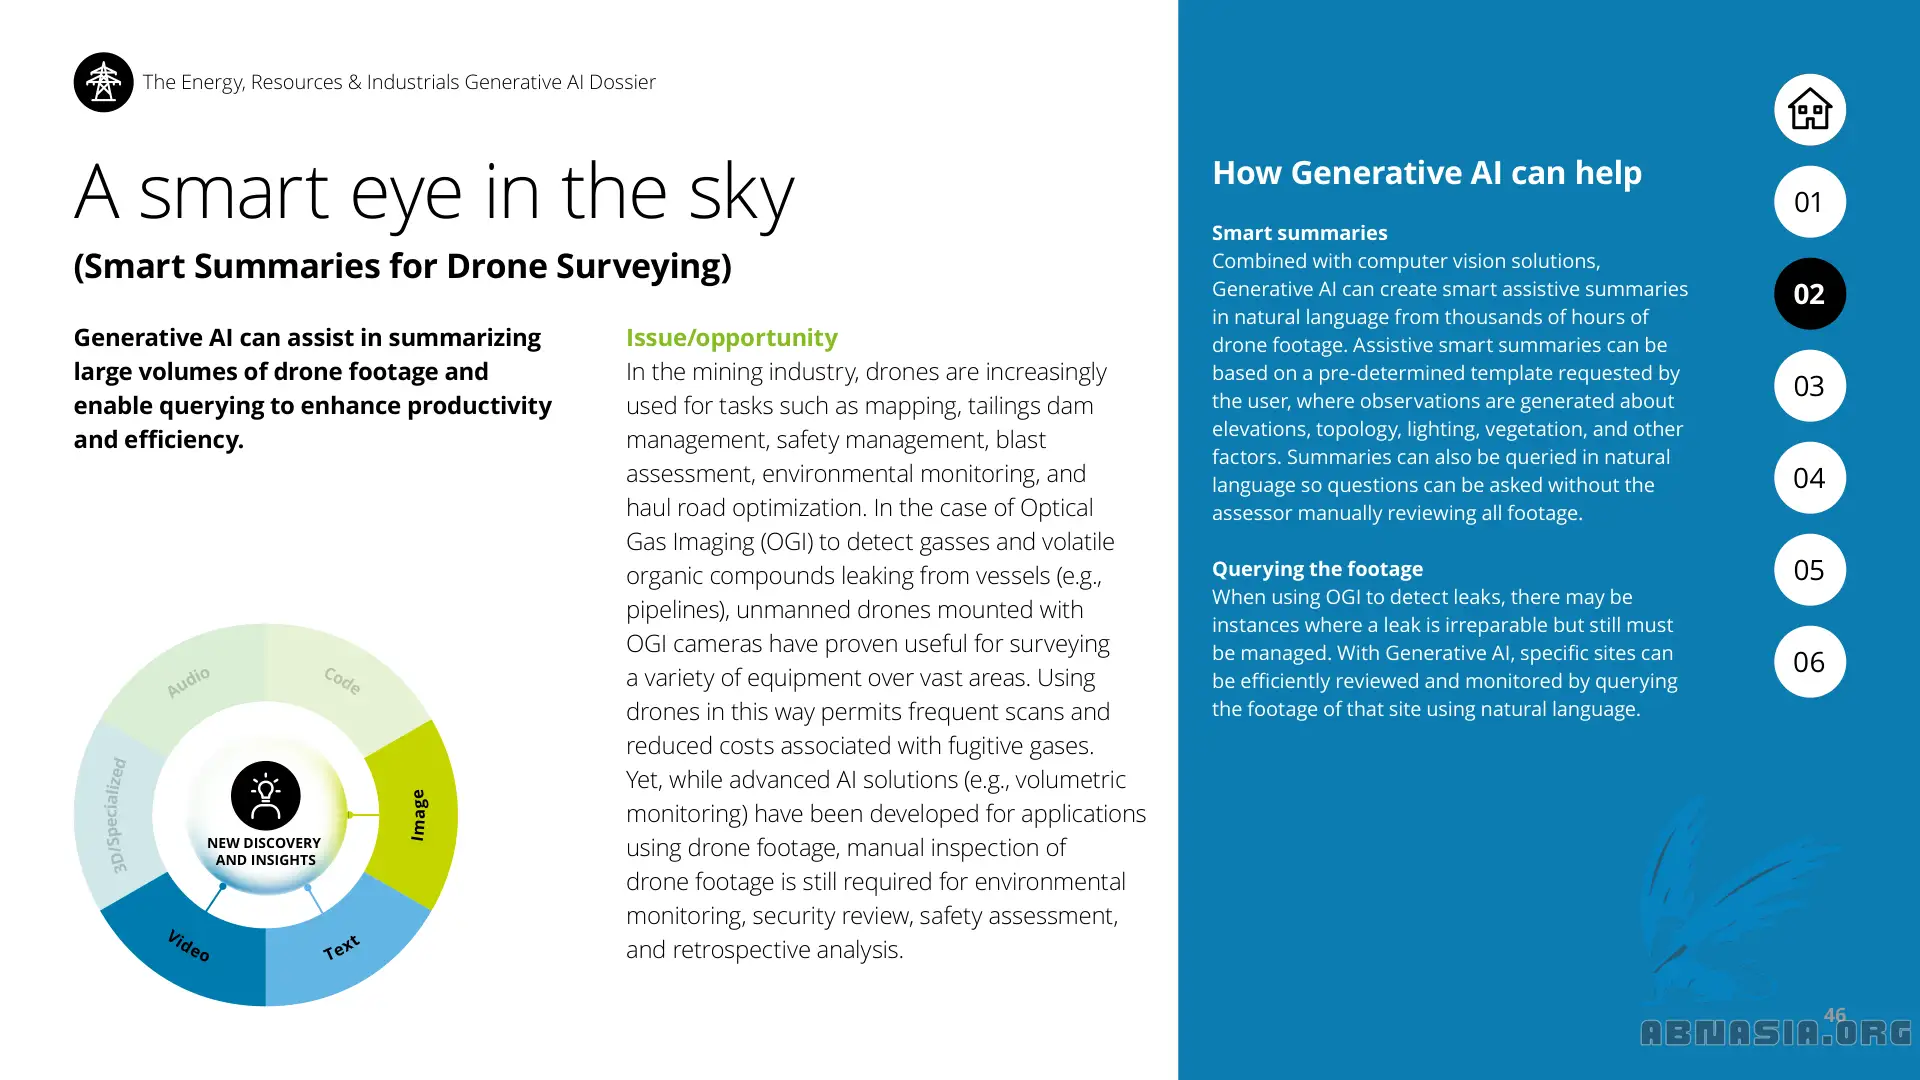 The Energy, Resources & Industrials Generative AI Dossier
A smart eye in the sky
(Smart Summaries for Drone Surveying)
Generative AI can assist in summarizing
large volumes of drone footage and
enable querying to enhance productivity
and efficiency.
Audio
Code
3D/Specialized
Image
NEW DISCOVERY
AND INSIGHTS
Video
Text
Issue/opportunity
In the mining industry, drones are increasingly
used for tasks such as mapping, tailings dam
management, safety management, blast
assessment, environmental monitoring, and
haul road optimization. In the case of Optical
Gas Imaging (OGI) to detect gasses and volatile
organic compounds leaking from vessels (e.g.,
pipelines), unmanned drones mounted with
OGI cameras have proven useful for surveying
a variety of equipment over vast areas. Using
drones in this way permits frequent scans and
reduced costs associated with fugitive gases.
Yet, while advanced AI solutions (e.g., volumetric
monitoring) have been developed for applications
using drone footage, manual inspection of
drone footage is still required for environmental
monitoring, security review, safety assessment,
and retrospective analysis.
How Generative AI can help
Smart summaries
Combined with computer vision solutions,
Generative AI can create smart assistive summaries
in natural language from thousands of hours of
drone footage. Assistive smart summaries can be
based on a pre-determined template requested by
the user, where observations are generated about
elevations, topology, lighting, vegetation, and other
factors. Summaries can also be queried in natural
language so questions can be asked without the
assessor manually reviewing all footage.
Querying the footage
When using OGI to detect leaks, there may be
instances where a leak is irreparable but still must
be managed. With Generative AI, specific sites can
be efficiently reviewed and monitored by querying
the footage of that site using natural language.
01
02
03
04
05
06
46
ABNASIA.ORG